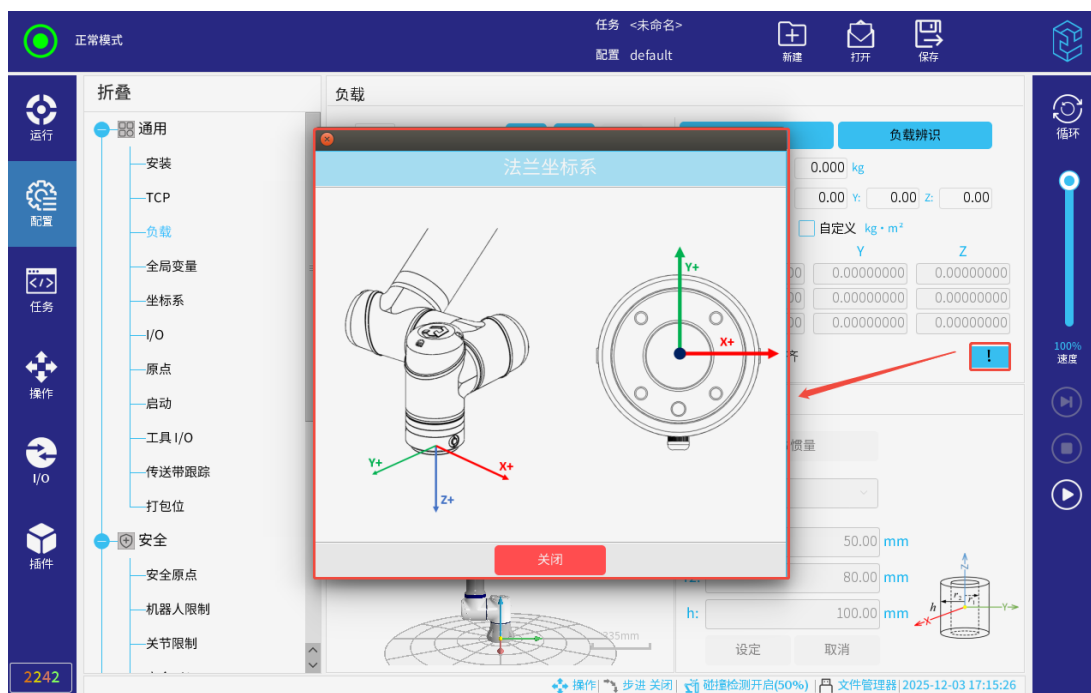 正常模式
任务 <未命名>
配置 default
新建
打开
保存
运行
配置
任务
操作
I/O
插件
2242
折叠
通用
安装
TCP
负载
全局变量
坐标系
I/O
原点
启动
工具 I/O
传送带跟踪
打包位
安全
安全原点
机器人限制
关节限制
负载
负载辨识
0.000 kg
0.00 Y: 0.00 Z: 0.00
自定义 kg·m²
Y Z
0.00000000 0.00000000
0.00000000 0.00000000
0.00000000 0.00000000
!
法兰坐标系
Y+
X+
Y+
X+
Z+
关闭
惯量
50.00 mm
80.00 mm
h: 100.00 mm
Z
h r₂ r₁ Y
X
设定 取消
335mm
循环
100%
速度
操作 步进 关闭 碰撞检测开启(50%) 文件管理器 2025-12-03 17:15:26